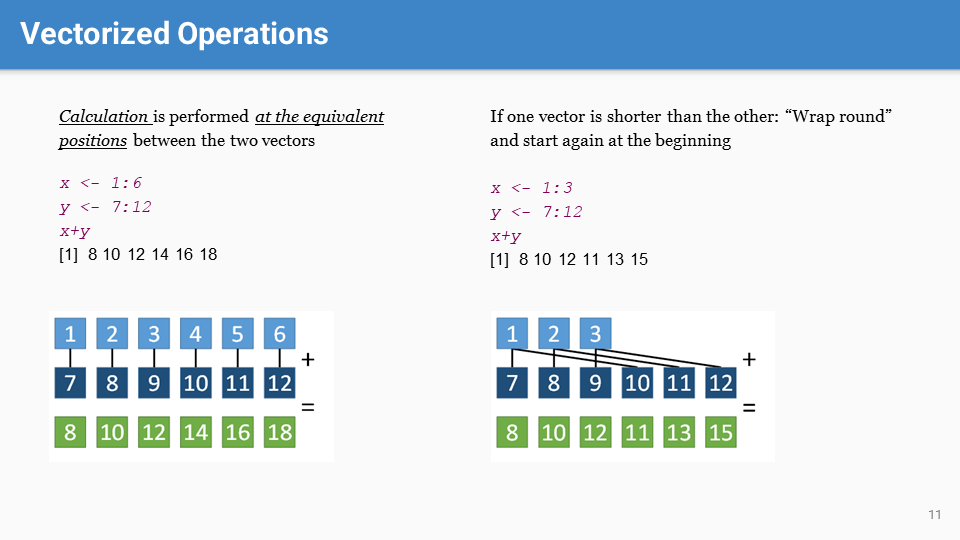 Vectorized Operations
Calculation is performed at the equivalent
positions between the two vectors
x <- 1:6
y <- 7:12
x+y
[1] 8 10 12 14 16 18
1 2 3 4 5 6
+
7 8 9 10 11 12
=
8 10 12 14 16 18
If one vector is shorter than the other: “Wrap round”
and start again at the beginning
x <- 1:3
y <- 7:12
x+y
[1] 8 10 12 11 13 15
1 2 3
+
7 8 9 10 11 12
=
8 10 12 11 13 15
11